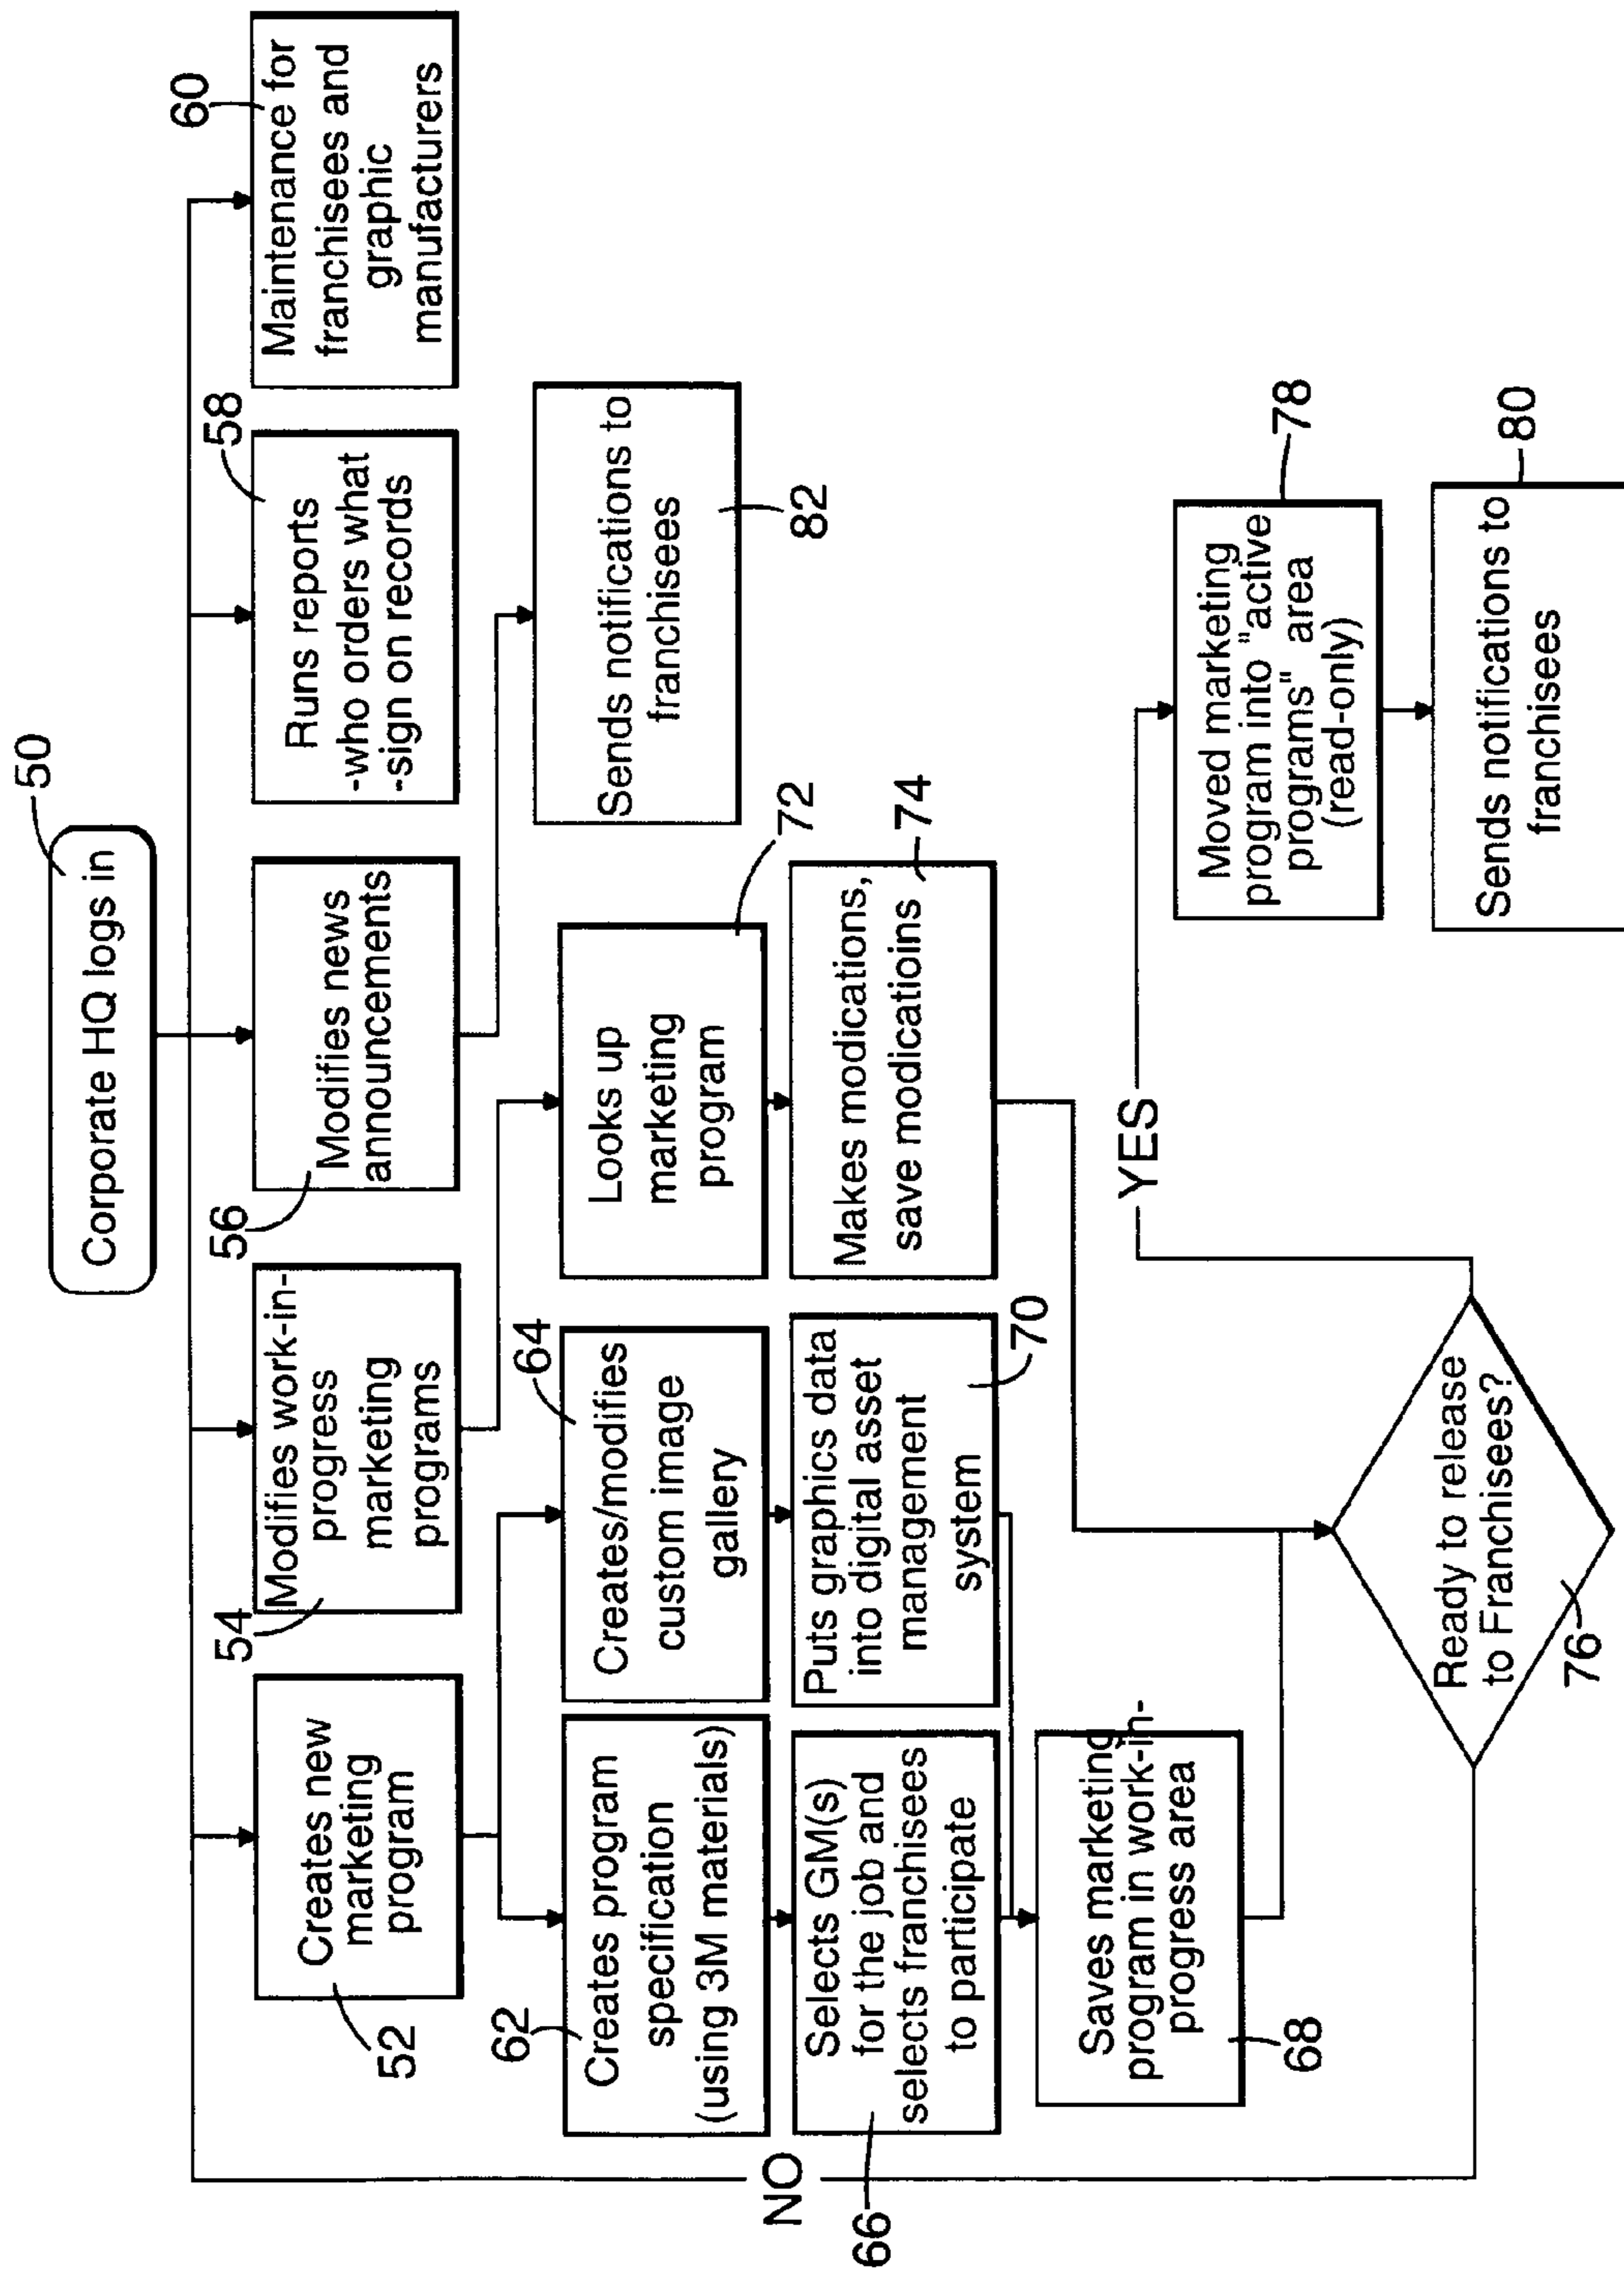 50
Corporate HQ logs in
52
Creates new
marketing
program
54
Modifies work-in-
progress
marketing
programs
56
Modifies news
announcements
58
Runs reports
-who orders what
-sign on records
60
Maintenance for
franchisees and
graphic
manufacturers
62
Creates program
specification
(using 3M materials)
64
Creates/modifies
custom image
gallery
Looks up
marketing
program
72
Sends notifications to
franchisees
82
NO
66
Selects GM(s)
for the job and
selects franchisees
to participate
Puts graphics data
into digital asset
management
system
70
Makes modications,
save modicatoins
74
Saves marketing
program in work-in-
progress area
68
YES
Moved marketing
program into "active
programs" area
(read-only)
78
Ready to release
to Franchisees?
76
Sends notifications to
franchisees
80